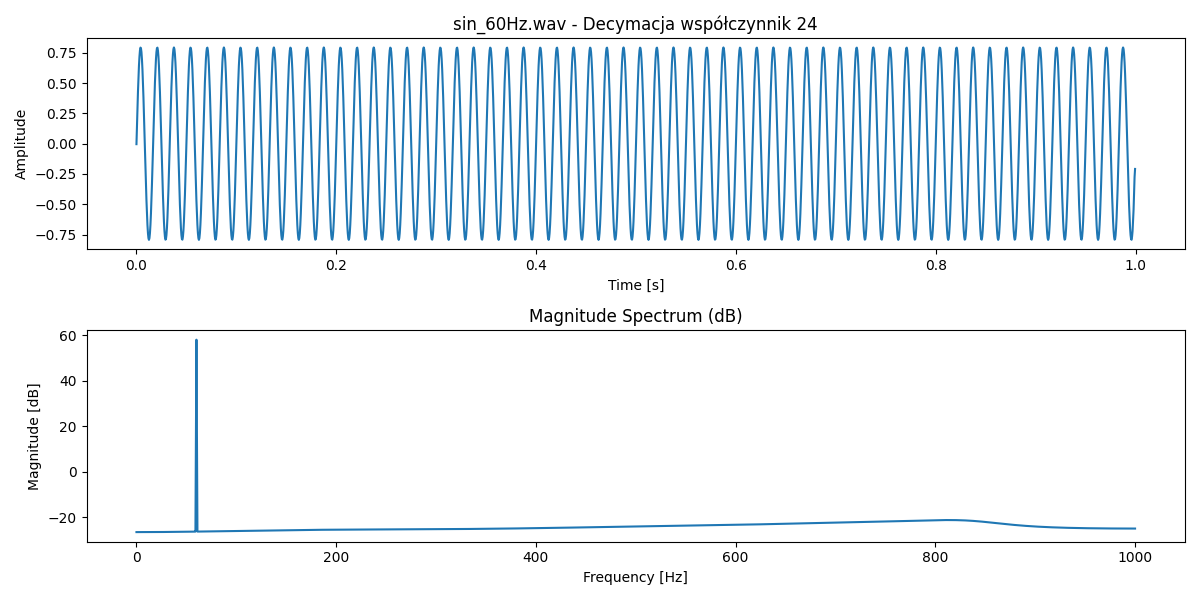 sin_60Hz.wav - Decymacja współczynnik 24
0.75
0.50
0.25
0.00
−0.25
−0.50
−0.75
Amplitude
0.0 0.2 0.4 0.6 0.8 1.0
Time [s]
Magnitude Spectrum (dB)
60
40
20
0
−20
Magnitude [dB]
0 200 400 600 800 1000
Frequency [Hz]